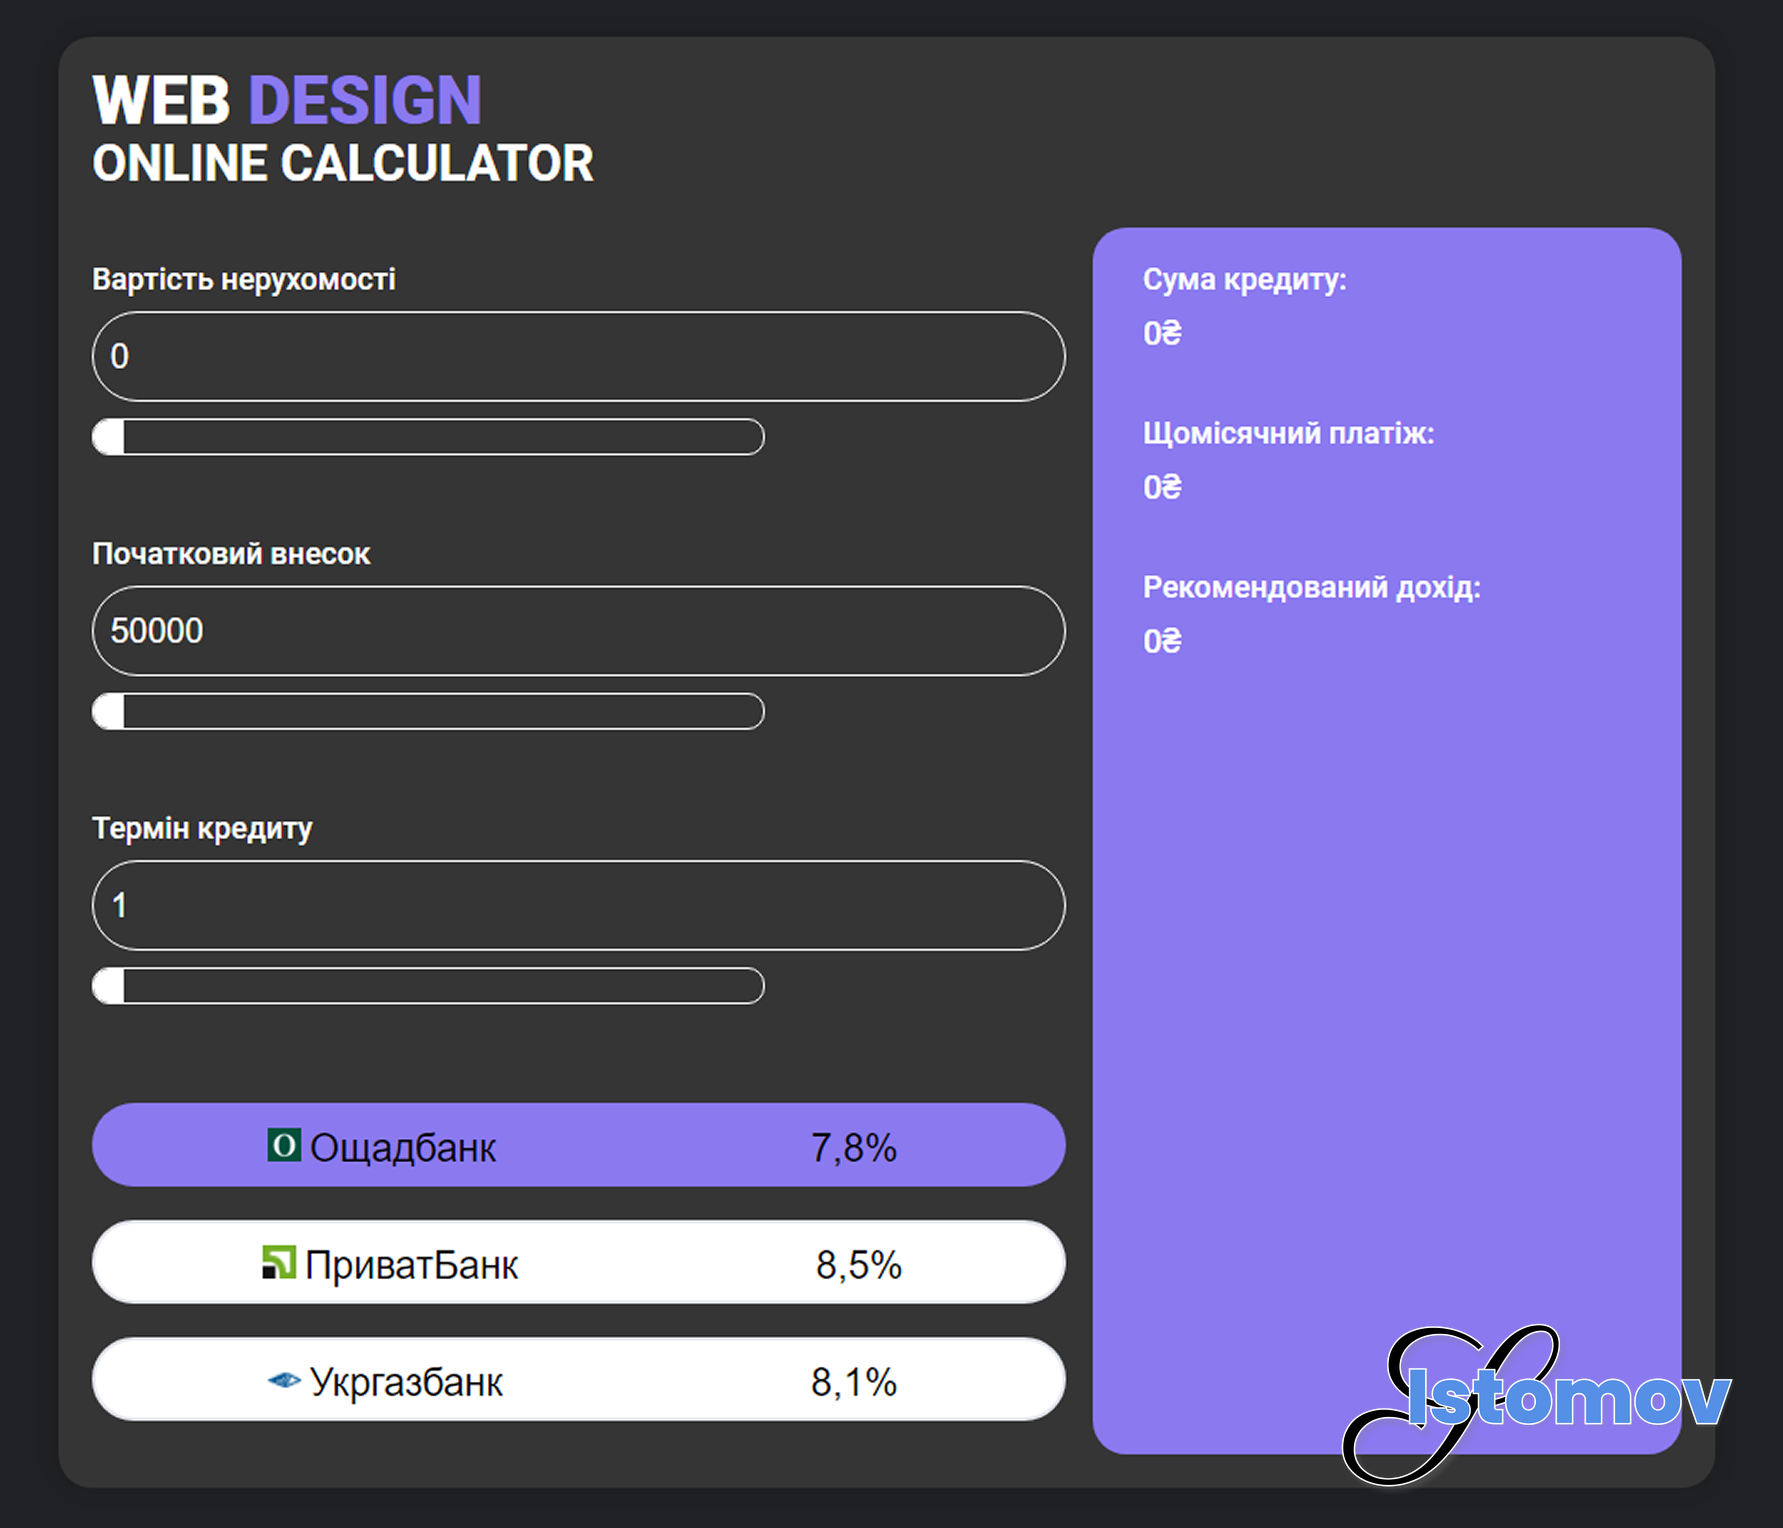 WEB DESIGN
ONLINE CALCULATOR
Вартість нерухомості
0
Початковий внесок
50000
Термін кредиту
1
Ощадбанк 7,8%
ПриватБанк 8,5%
Укргазбанк 8,1%
Сума кредиту:
0₴
Щомісячний платіж:
0₴
Рекомендований дохід:
0₴
Istomov